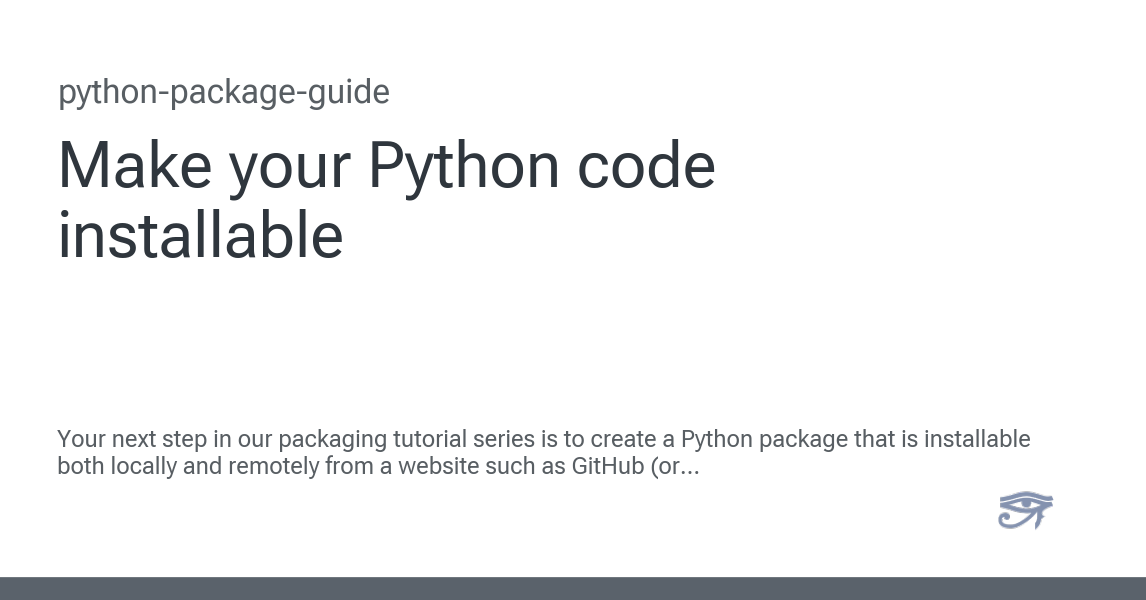 python-package-guide
Make your Python code
installable
Your next step in our packaging tutorial series is to create a Python package that is installable
both locally and remotely from a website such as GitHub (or...